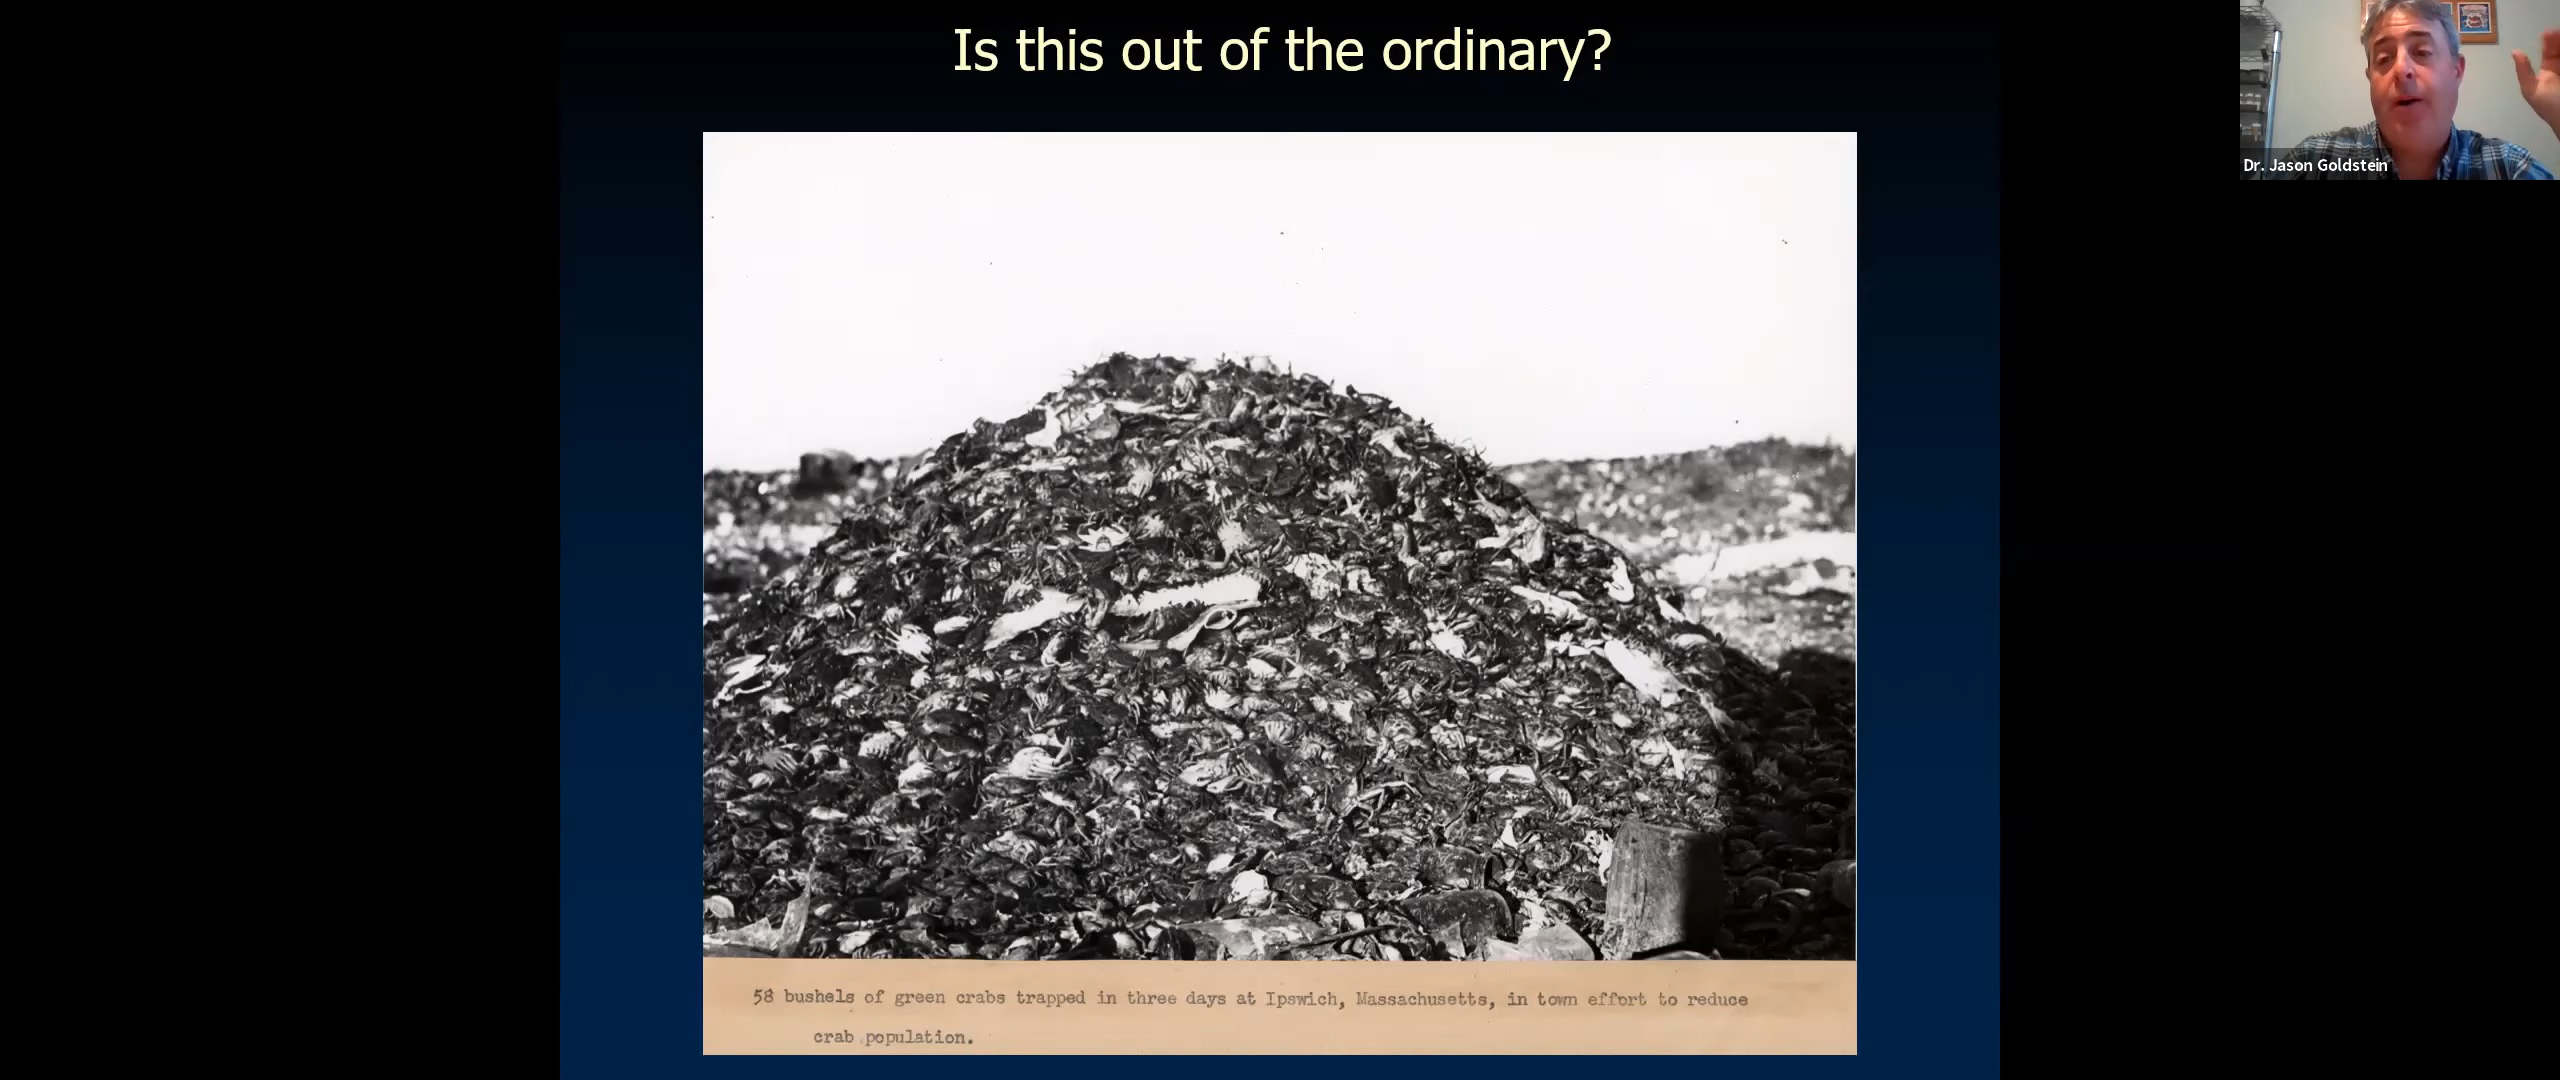 Is this out of the ordinary?
Dr. Jason Goldstein
58 bushels of green crabs trapped in three days at Ipswich, Massachusetts, in town effort to reduce
crab population.